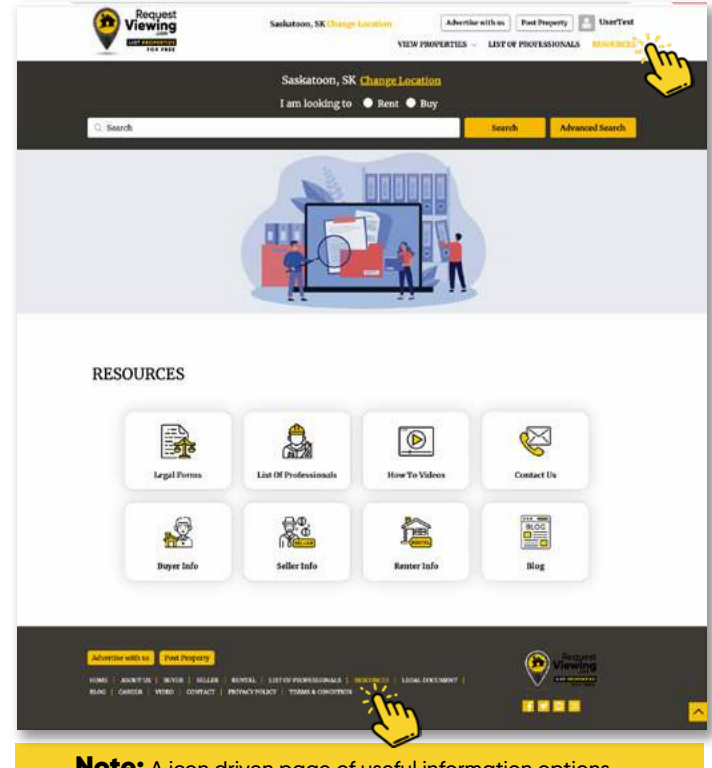 Request
Viewing
.com
LIST PROPERTIES
FOR FREE
Saskatoon, SK Change Location
Advertise with us
Post Property
UserTest
VIEW PROPERTIES
LIST OF PROFESSIONALS
RESOURCES
Saskatoon, SK Change Location
I am looking to Rent Buy
Search
Search
Advanced Search
RESOURCES
Legal Forms
List Of Professionals
How To Videos
Contact Us
SELLER
RENTAL
BLOG
Buyer Info
Seller Info
Renter Info
Blog
Advertise with us
Post Property
HOME | ABOUT US | BUYER | SELLER | RENTAL | LIST OF PROFESSIONALS | RESOURCES | LEGAL DOCUMENT |
BLOG | CAREER | VIDEO | CONTACT | PRIVACY POLICY | TERMS & CONDITION
Request
Viewing
LIST PROPERTIES
Note: A icon driven page of useful information options